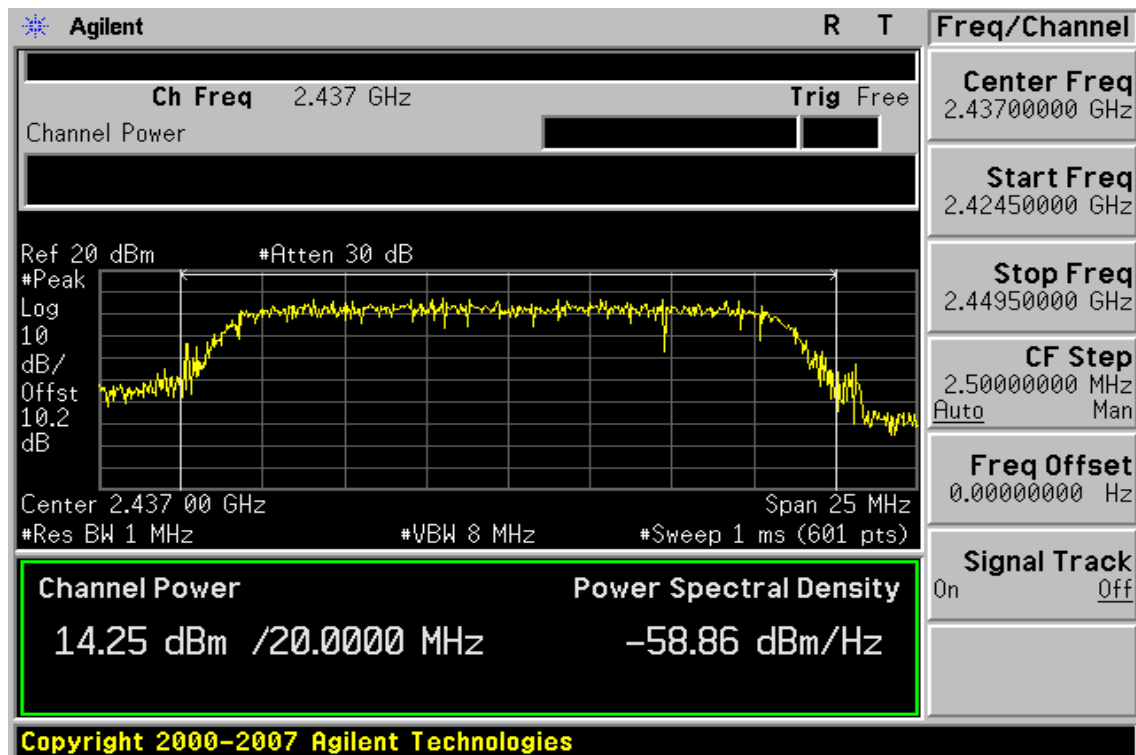 Agilent R T
Freq/Channel
Ch Freq 2.437 GHz Trig Free
Channel Power
Ref 20 dBm #Atten 30 dB
#Peak
Log
10
dB/
Offst
10.2
dB
Center 2.437 00 GHz Span 25 MHz
#Res BW 1 MHz #VBW 8 MHz #Sweep 1 ms (601 pts)
Channel Power Power Spectral Density
14.25 dBm /20.0000 MHz -58.86 dBm/Hz
Copyright 2000-2007 Agilent Technologies
Center Freq
2.43700000 GHz
Start Freq
2.42450000 GHz
Stop Freq
2.44950000 GHz
CF Step
2.50000000 MHz
Auto Man
Freq Offset
0.00000000 Hz
Signal Track
On Off